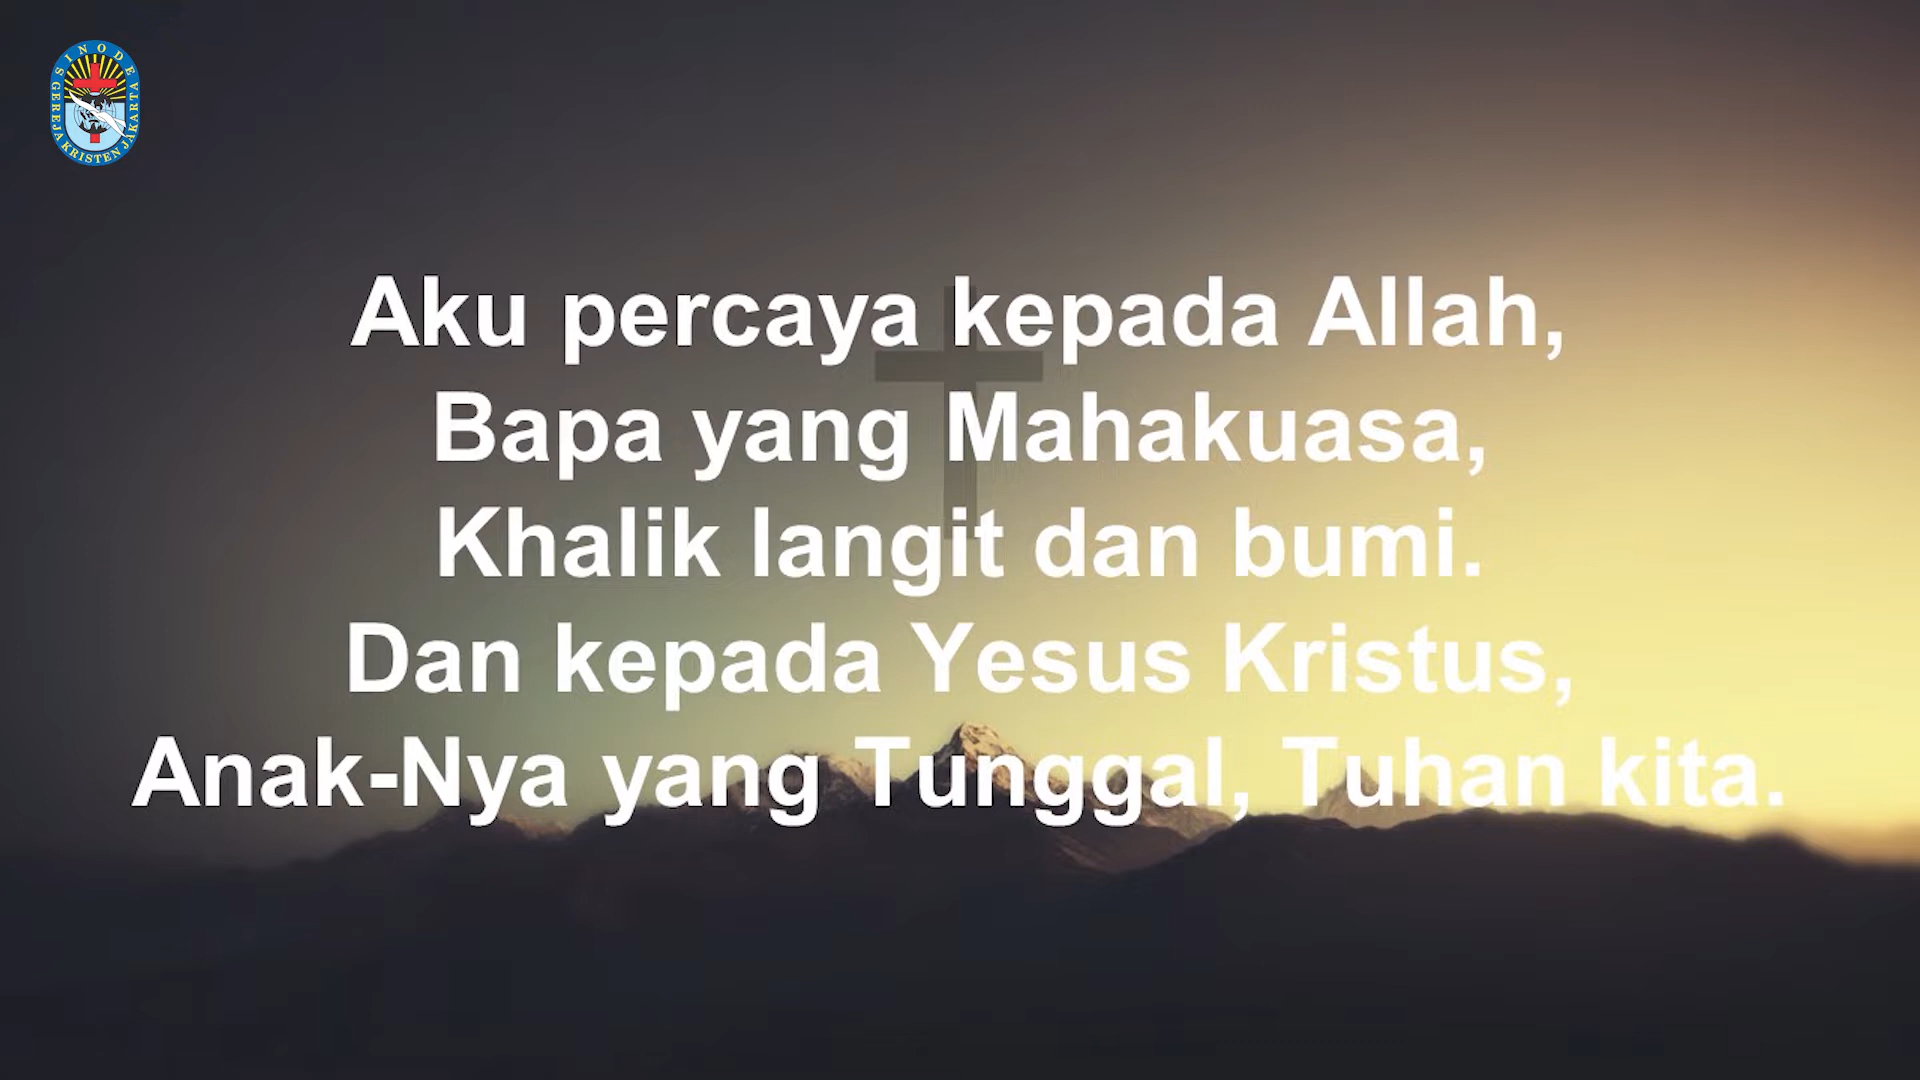 SINODE
GEREJA KRISTEN JAKARTA
Aku percaya kepada Allah,
Bapa yang Mahakuasa,
Khalik langit dan bumi.
Dan kepada Yesus Kristus,
Anak-Nya yang Tunggal, Tuhan kita.